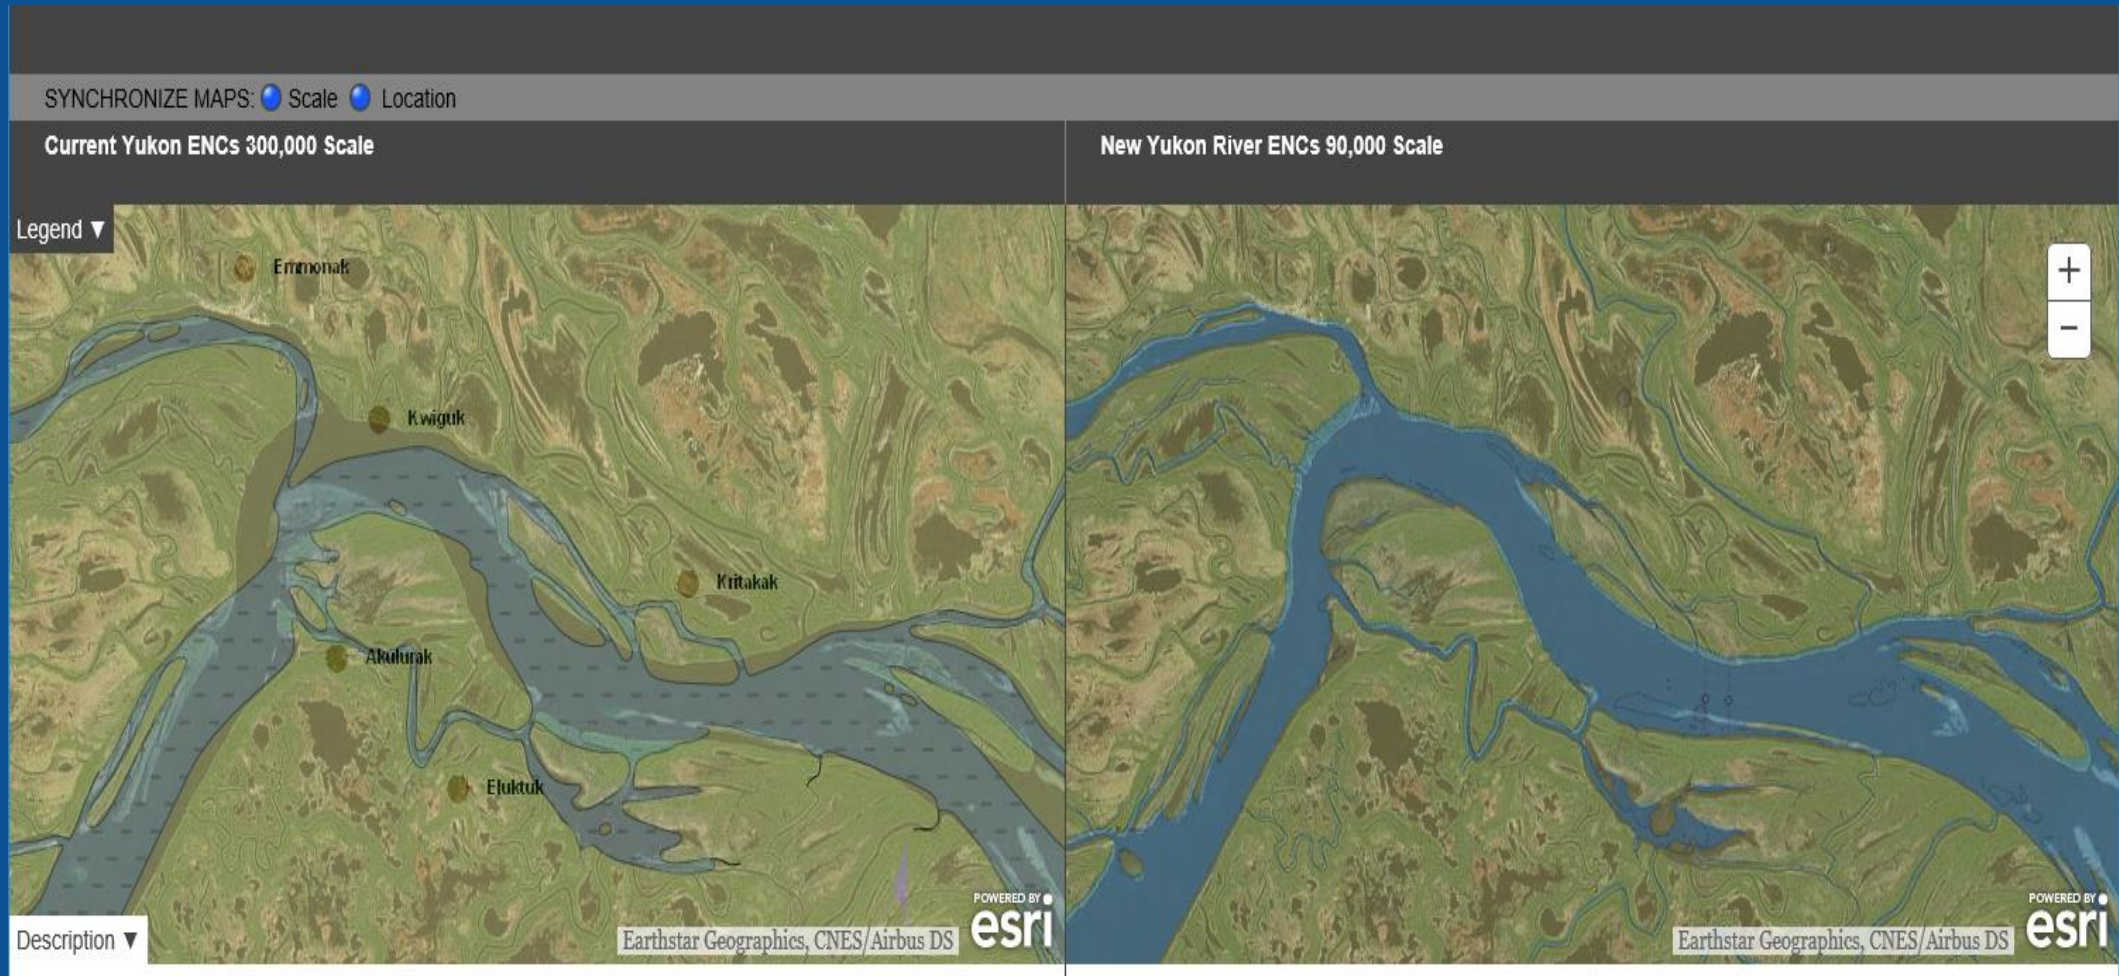 SYNCHRONIZE MAPS: Scale Location
Current Yukon ENCs 300,000 Scale
New Yukon River ENCs 90,000 Scale
Legend ▼
Emmonak
+
−
Kwiguk
Kritakak
Akulurak
Eluktuk
Description ▼
Earthstar Geographics, CNES/Airbus DS
POWERED BY
esri
Earthstar Geographics, CNES/Airbus DS
POWERED BY
esri